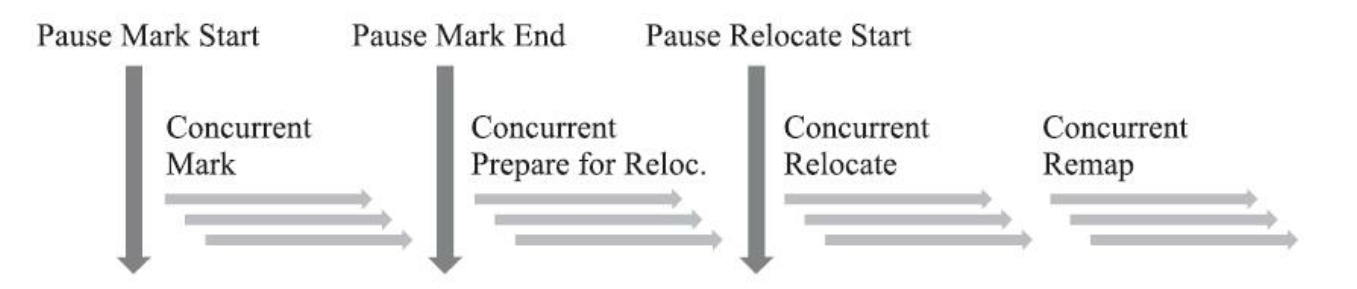 Pause Mark Start
Pause Mark End
Pause Relocate Start
Concurrent
Mark
Concurrent
Prepare for Reloc.
Concurrent
Relocate
Concurrent
Remap